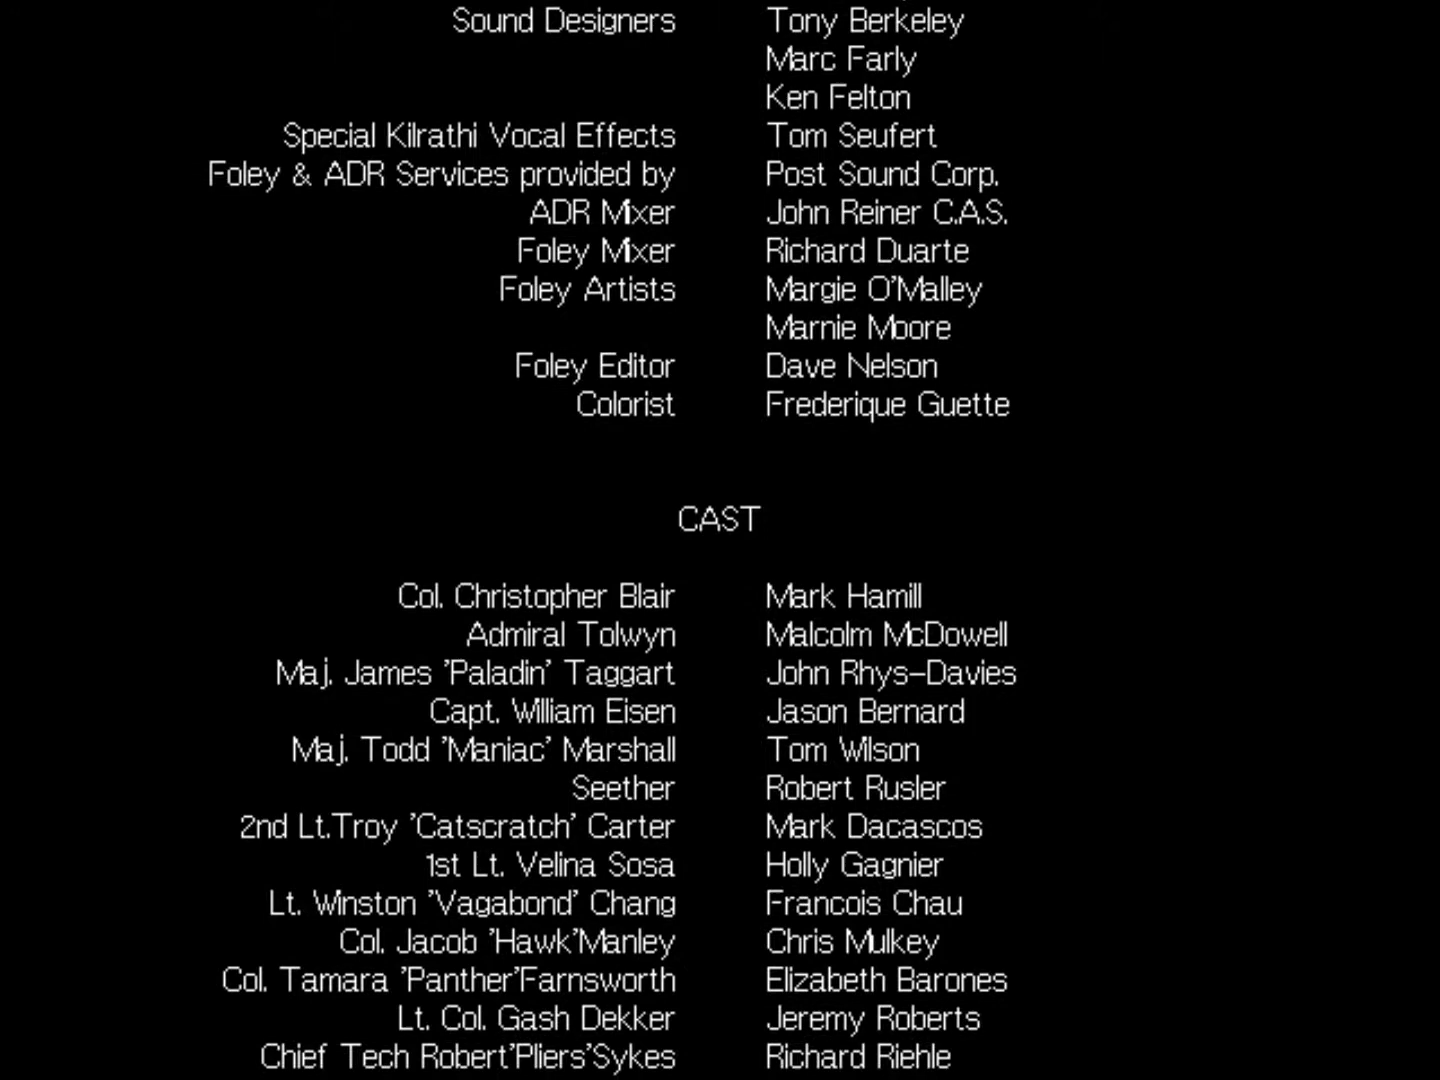 Sound Designers Tony Berkeley
Marc Farly
Ken Felton
Special Kilrathi Vocal Effects Tom Seufert
Foley & ADR Services provided by Post Sound Corp.
ADR Mixer John Reiner C.A.S.
Foley Mixer Richard Duarte
Foley Artists Margie O'Malley
Marnie Moore
Foley Editor Dave Nelson
Colorist Frederique Guette
CAST
Col. Christopher Blair Mark Hamill
Admiral Tolwyn Malcolm McDowell
Maj. James 'Paladin' Taggart John Rhys-Davies
Capt. William Eisen Jason Bernard
Maj. Todd 'Maniac' Marshall Tom Wilson
Seether Robert Rusler
2nd Lt.Troy 'Catscratch' Carter Mark Dacascos
1st Lt. Velina Sosa Holly Gagnier
Lt. Winston 'Vagabond' Chang Francois Chau
Col. Jacob 'Hawk'Manley Chris Mulkey
Col. Tamara 'Panther'Farnsworth Elizabeth Barones
Lt. Col. Gash Dekker Jeremy Roberts
Chief Tech Robert'Pliers'Sykes Richard Riehle